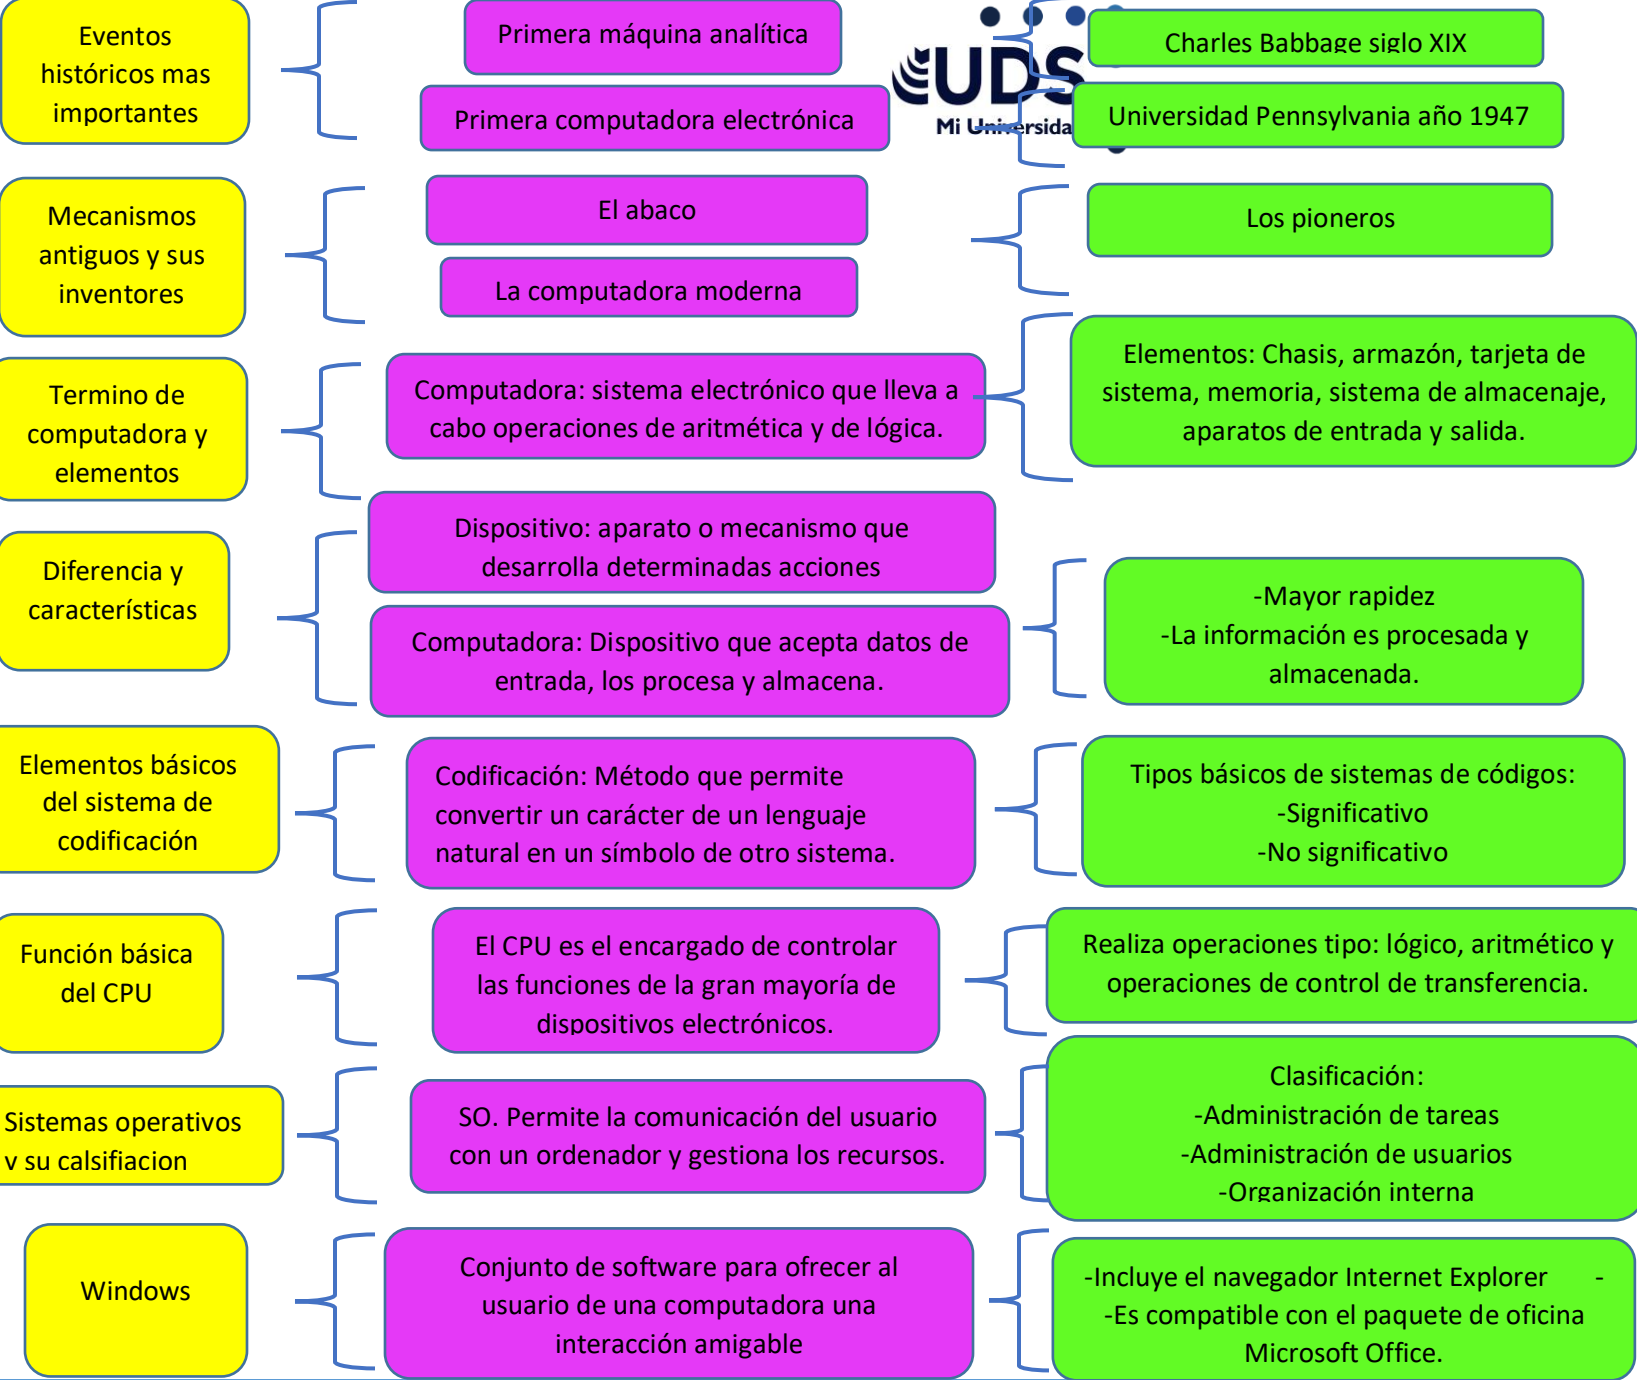 Eventos
históricos mas
importantes
Primera máquina analítica
Charles Babbage siglo XIX
Primera computadora electrónica
Universidad Pennsylvania año 1947
UDS
Mi Universida
Mecanismos
antiguos y sus
inventores
El abaco
La computadora moderna
Los pioneros
Termino de
computadora y
elementos
Computadora: sistema electrónico que lleva a
cabo operaciones de aritmética y de lógica.
Elementos: Chasis, armazón, tarjeta de
sistema, memoria, sistema de almacenaje,
aparatos de entrada y salida.
Diferencia y
características
Dispositivo: aparato o mecanismo que
desarrolla determinadas acciones
Computadora: Dispositivo que acepta datos de
entrada, los procesa y almacena.
-Mayor rapidez
-La información es procesada y
almacenada.
Elementos básicos
del sistema de
codificación
Codificación: Método que permite
convertir un carácter de un lenguaje
natural en un símbolo de otro sistema.
Tipos básicos de sistemas de códigos:
-Significativo
-No significativo
Función básica
del CPU
El CPU es el encargado de controlar
las funciones de la gran mayoría de
dispositivos electrónicos.
Realiza operaciones tipo: lógico, aritmético y
operaciones de control de transferencia.
Sistemas operativos
y su calsifiacion
SO. Permite la comunicación del usuario
con un ordenador y gestiona los recursos.
Clasificación:
-Administración de tareas
-Administración de usuarios
-Organización interna
Windows
Conjunto de software para ofrecer al
usuario de una computadora una
interacción amigable
-Incluye el navegador Internet Explorer -
-Es compatible con el paquete de oficina
Microsoft Office.